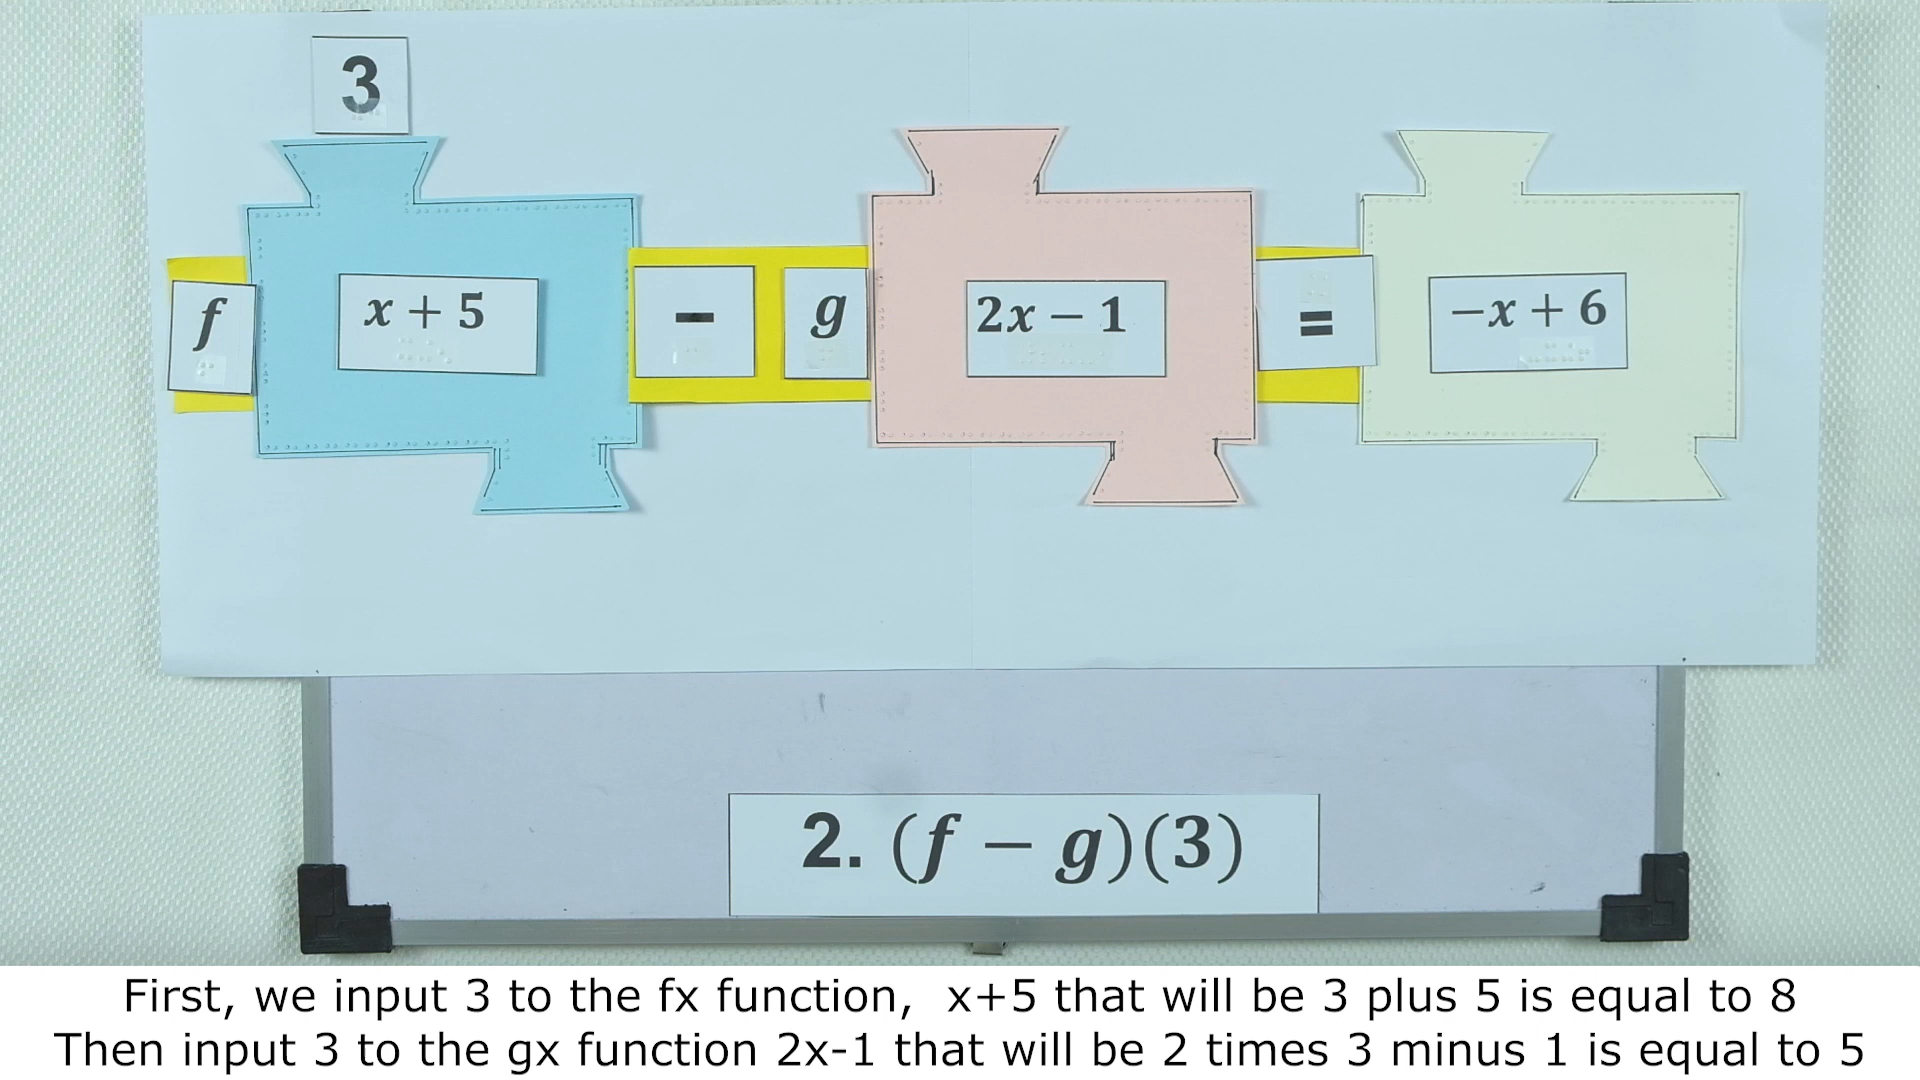 3
f x + 5 - g 2x − 1 = −x + 6
2. (f − g)(3)
First, we input 3 to the fx function, x+5 that will be 3 plus 5 is equal to 8
Then input 3 to the gx function 2x-1 that will be 2 times 3 minus 1 is equal to 5